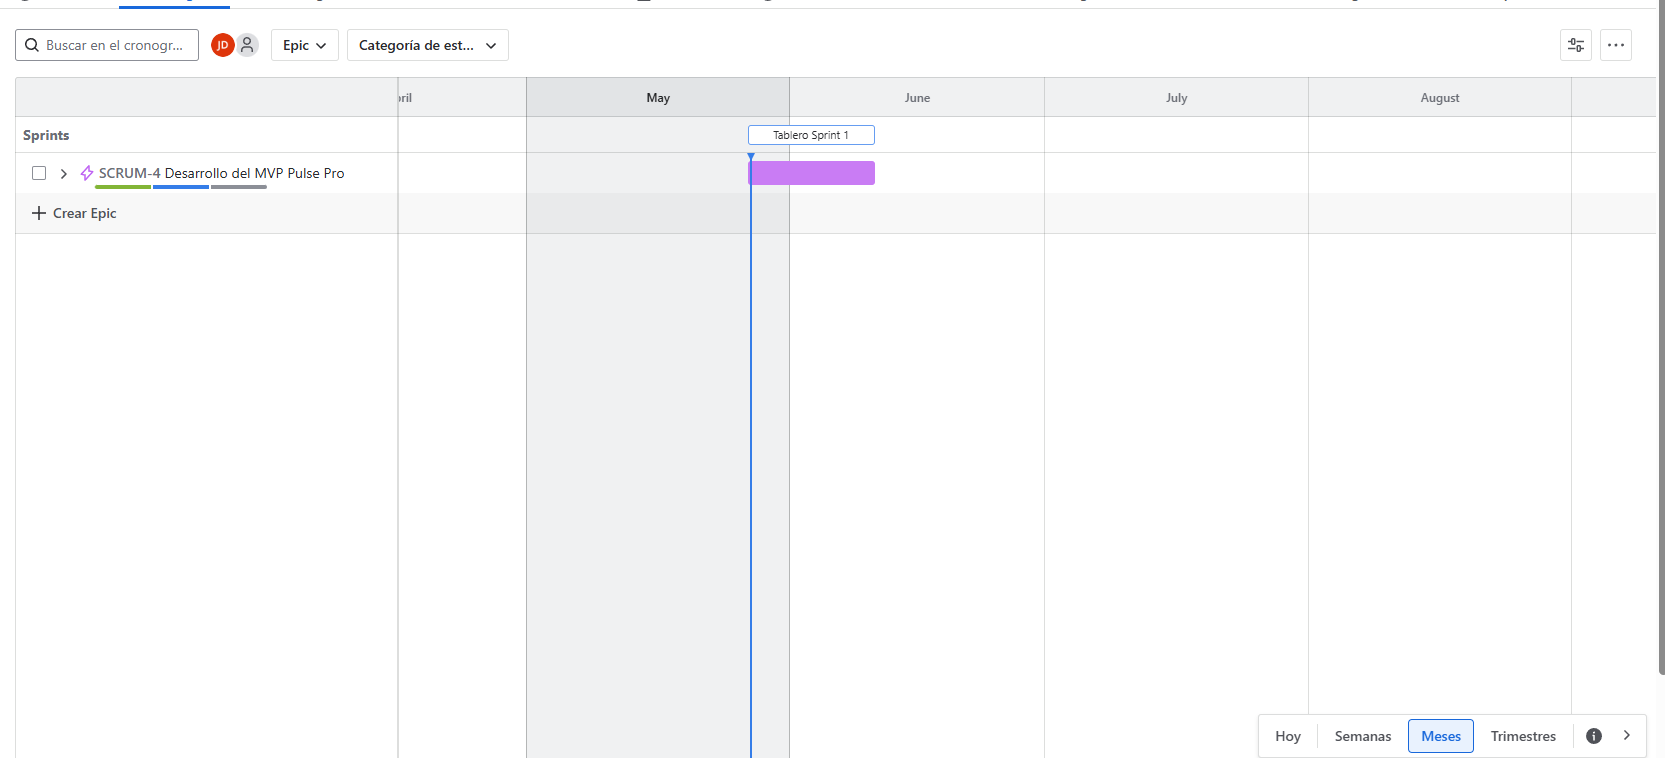 Buscar en el cronogr...
JD
Epic
Categoría de est...
May
June
July
August
Sprints
Tablero Sprint 1
SCRUM-4 Desarrollo del MVP Pulse Pro
Crear Epic
Hoy
Semanas
Meses
Trimestres